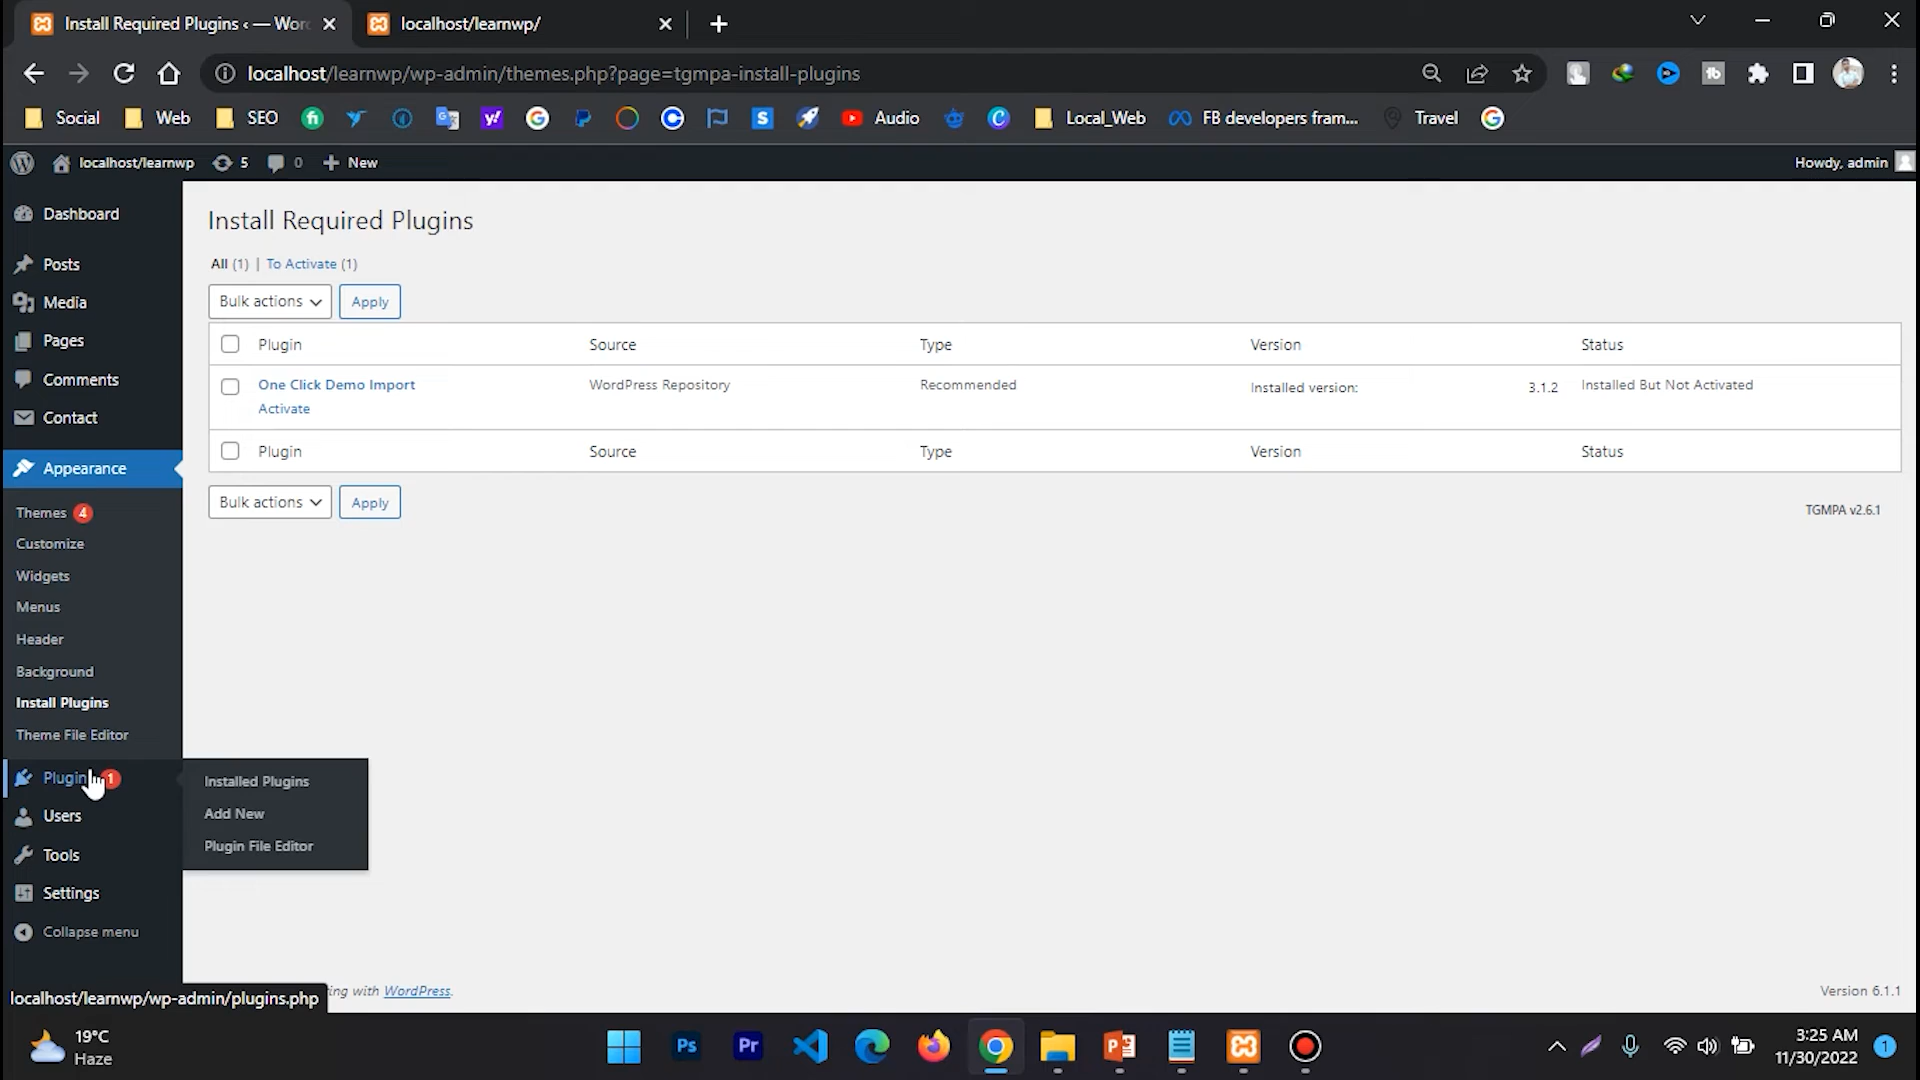 Install Required Plugins ‹ — Wor
localhost/learnwp/
localhost/learnwp/wp-admin/themes.php?page=tgmpa-install-plugins
Social
Web
SEO
Audio
Local_Web
FB developers fram...
Travel
localhost/learnwp
5
0
New
Howdy, admin
Dashboard
Posts
Media
Pages
Comments
Contact
Appearance
Themes 4
Customize
Widgets
Menus
Header
Background
Install Plugins
Theme File Editor
Plugin 1
Users
Tools
Settings
Collapse menu
Installed Plugins
Add New
Plugin File Editor
Install Required Plugins
All (1) | To Activate (1)
Bulk actions Apply
Plugin Source Type Version Status
One Click Demo Import WordPress Repository Recommended Installed version: 3.1.2 Installed But Not Activated
Activate
Plugin Source Type Version Status
Bulk actions Apply
TGMPA v2.6.1
ing with WordPress.
Version 6.1.1
localhost/learnwp/wp-admin/plugins.php
19°C
Haze
Ps
Pr
3:25 AM
11/30/2022
1